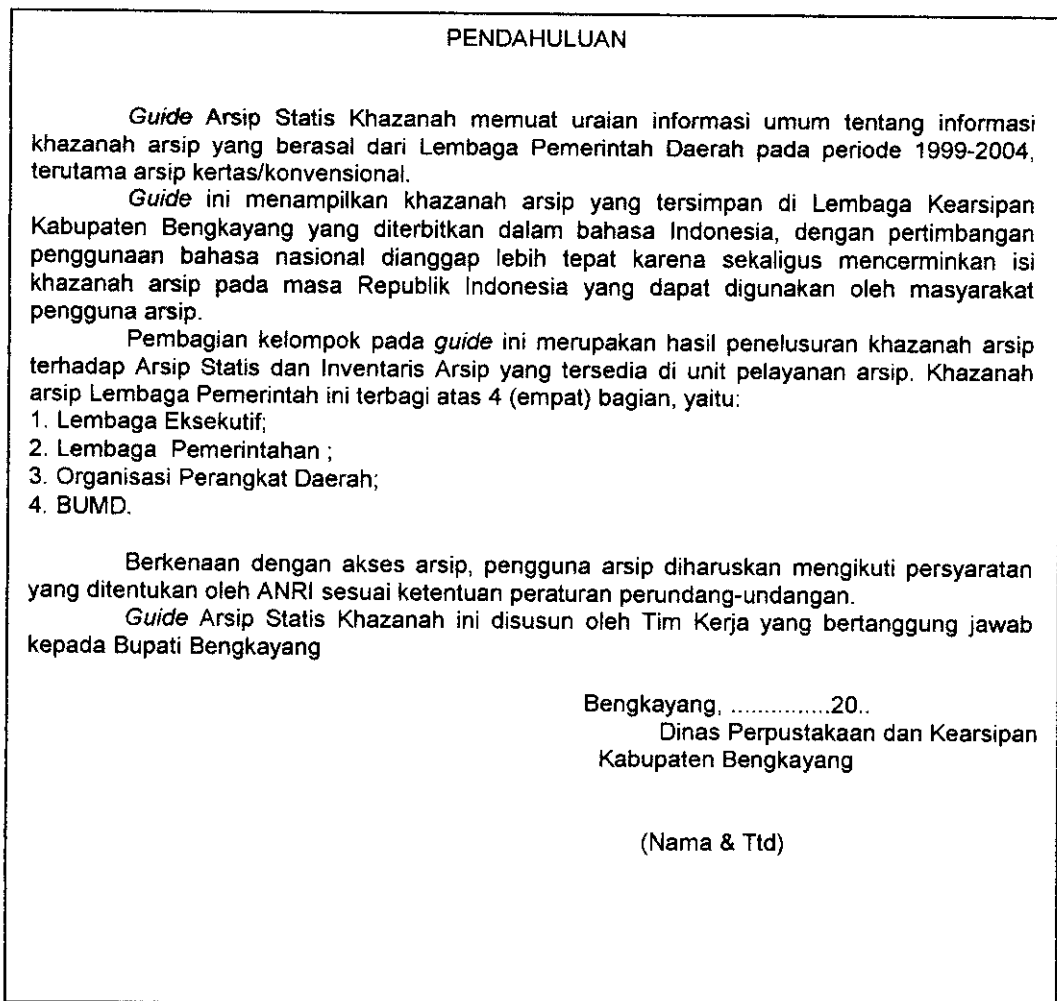 PENDAHULUAN
Guide Arsip Statis Khazanah memuat uraian informasi umum tentang informasi
khazanah arsip yang berasal dari Lembaga Pemerintah Daerah pada periode 1999-2004,
terutama arsip kertas/konvensional.
Guide ini menampilkan khazanah arsip yang tersimpan di Lembaga Kearsipan
Kabupaten Bengkayang yang diterbitkan dalam bahasa Indonesia, dengan pertimbangan
penggunaan bahasa nasional dianggap lebih tepat karena sekaligus mencerminkan isi
khazanah arsip pada masa Republik Indonesia yang dapat digunakan oleh masyarakat
pengguna arsip.
Pembagian kelompok pada guide ini merupakan hasil penelusuran khazanah arsip
terhadap Arsip Statis dan Inventaris Arsip yang tersedia di unit pelayanan arsip. Khazanah
arsip Lembaga Pemerintah ini terbagi atas 4 (empat) bagian, yaitu:
1. Lembaga Eksekutif;
2. Lembaga Pemerintahan ;
3. Organisasi Perangkat Daerah;
4. BUMD.
Berkenaan dengan akses arsip, pengguna arsip diharuskan mengikuti persyaratan
yang ditentukan oleh ANRI sesuai ketentuan peraturan perundang-undangan.
Guide Arsip Statis Khazanah ini disusun oleh Tim Kerja yang bertanggung jawab
kepada Bupati Bengkayang
Bengkayang, ...............20..
Dinas Perpustakaan dan Kearsipan
Kabupaten Bengkayang
(Nama & Ttd)